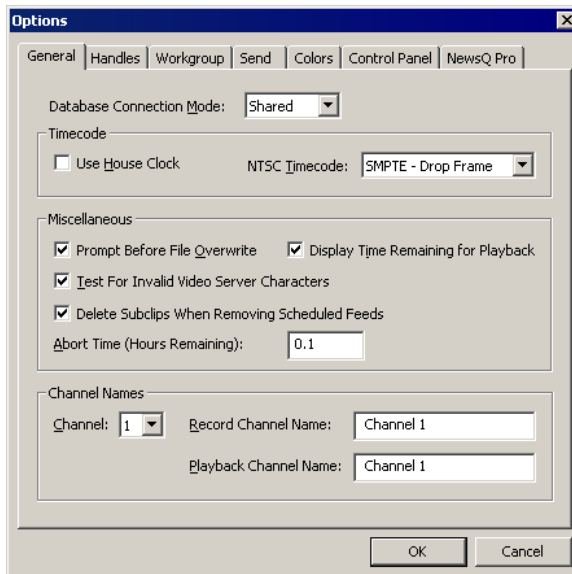 Options
General Handles Workgroup Send Colors Control Panel NewsQ Pro
Database Connection Mode: Shared
Timecode
Use House Clock NTSC Timecode: SMPTE - Drop Frame
Miscellaneous
Prompt Before File Overwrite Display Time Remaining for Playback
Test For Invalid Video Server Characters
Delete Subclips When Removing Scheduled Feeds
Abort Time (Hours Remaining): 0.1
Channel Names
Channel: 1 Record Channel Name: Channel 1
Playback Channel Name: Channel 1
OK Cancel